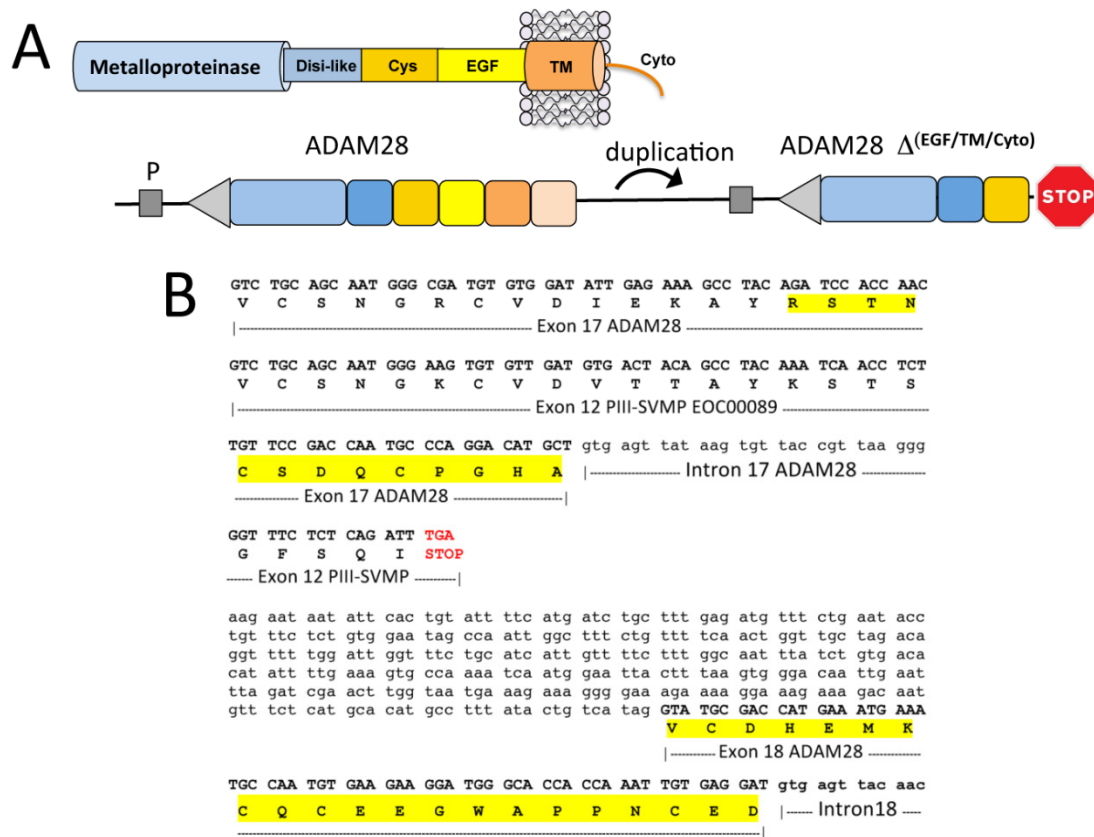 A
Metalloproteinase Disi-like Cys EGF TM Cyto
P ADAM28 duplication ADAM28 Δ(EGF/TM/Cyto)
STOP
B
GTC TGC AGC AAT GGG CGA TGT GTG GAT ATT GAG AAA GCC TAC AGA TCC ACC AAC
V C S N G R C V D I E K A Y R S T N
|---------------------------------- Exon 17 ADAM28 ----------------------------------|
GTC TGC AGC AAT GGG AAG TGT GTT GAT GTG ACT ACA GCC TAC AAA TCA ACC TCT
V C S N G K C V D V T T A Y K S T S
|---------------------------------- Exon 12 PIII-SVMP EOC00089 ----------------------|
TGT TCC GAC CAA TGC CCA GGA CAT GCT gtg agt tat aag tgt tac cgt taa ggg
C S D Q C P G H A |------ Intron 17 ADAM28 ---------
----------- Exon 17 ADAM28 -----------|
GGT TTC TCT CAG ATT TGA
G F S Q I STOP
------- Exon 12 PIII-SVMP -----------|
aag aat aat att cac tgt att ttc atg atc tgc ttt gag atg ttt ctg aat acc
tgt ttc tct gtg gaa tag cca att ggc ttt ctg ttt tca act ggt tgc tag aca
ggt ttt tgg att ggt ttc tgc atc att gtt ttc ttt ggc aat tta tct gtg aca
cat att ttg aaa gtg cca aaa tca atg gaa tta ctt taa gtg gga caa ttg aat
tta gat cga act tgg taa tga aag aaa ggg gaa aga aaa gga aag aaa gac aat
gtt tct cat gca cat gcc ttt ata ctg tca tag GTA TGC GAC CAT GAA ATG AAA
V C D H E M K
|----------- Exon 18 ADAM28 -----------
TGC CAA TGT GAA GAA GGA TGG GCA CCA CCA AAT TGT GAG GAT gtg agt tac aac
C Q C E E G W A P P N C E D |----- Intron18 -----